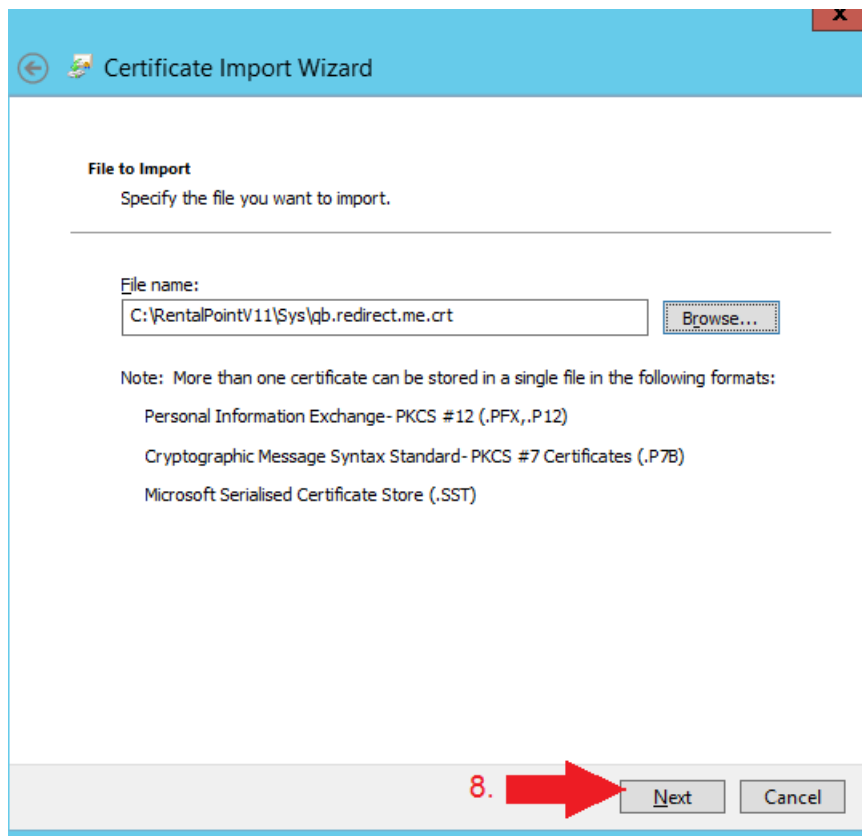 x
Certificate Import Wizard
File to Import
Specify the file you want to import.
File name:
C:\RentalPointV11\Sys\qb.redirect.me.crt
Browse...
Note: More than one certificate can be stored in a single file in the following formats:
Personal Information Exchange- PKCS #12 (.PFX,.P12)
Cryptographic Message Syntax Standard- PKCS #7 Certificates (.P7B)
Microsoft Serialised Certificate Store (.SST)
8.
Next
Cancel